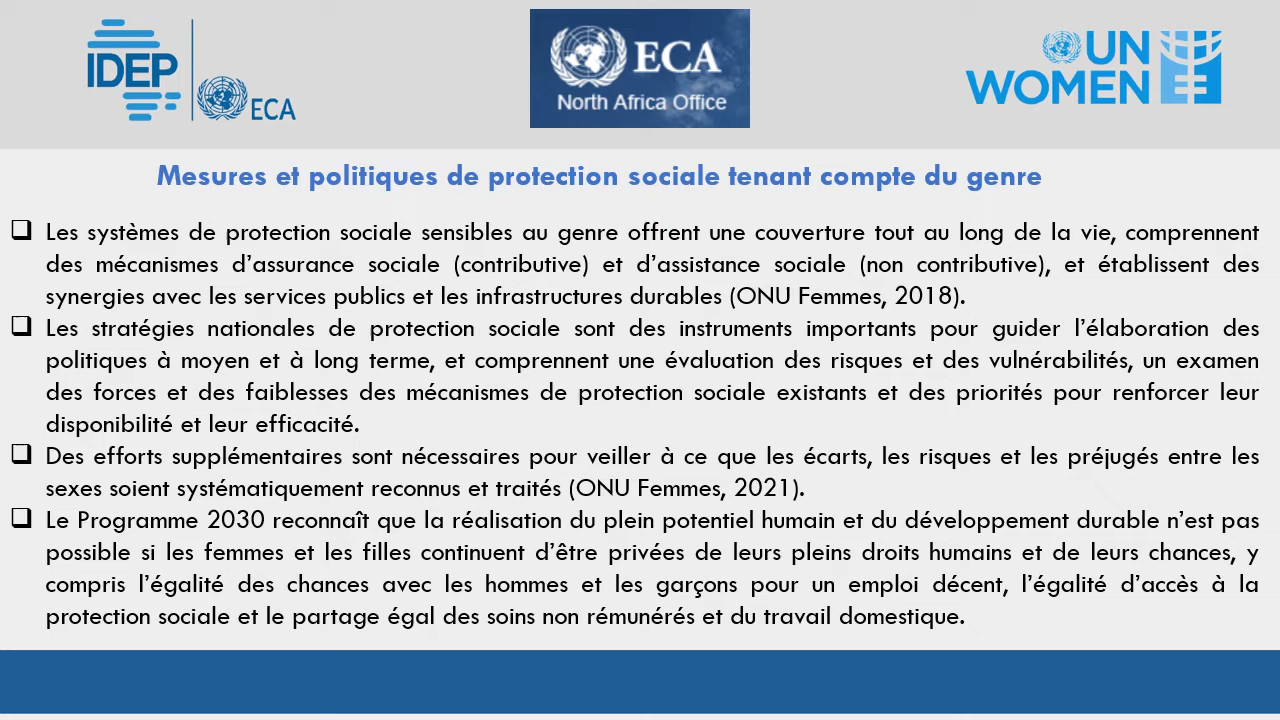 IDEP
ECA
ECA
North Africa Office
UN
WOMEN
Mesures et politiques de protection sociale tenant compte du genre
❑ Les systèmes de protection sociale sensibles au genre offrent une couverture tout au long de la vie, comprennent
des mécanismes d’assurance sociale (contributive) et d’assistance sociale (non contributive), et établissent des
synergies avec les services publics et les infrastructures durables (ONU Femmes, 2018).
❑ Les stratégies nationales de protection sociale sont des instruments importants pour guider l’élaboration des
politiques à moyen et à long terme, et comprennent une évaluation des risques et des vulnérabilités, un examen
des forces et des faiblesses des mécanismes de protection sociale existants et des priorités pour renforcer leur
disponibilité et leur efficacité.
❑ Des efforts supplémentaires sont nécessaires pour veiller à ce que les écarts, les risques et les préjugés entre les
sexes soient systématiquement reconnus et traités (ONU Femmes, 2021).
❑ Le Programme 2030 reconnaît que la réalisation du plein potentiel humain et du développement durable n’est pas
possible si les femmes et les filles continuent d’être privées de leurs pleins droits humains et de leurs chances, y
compris l’égalité des chances avec les hommes et les garçons pour un emploi décent, l’égalité d’accès à la
protection sociale et le partage égal des soins non rémunérés et du travail domestique.